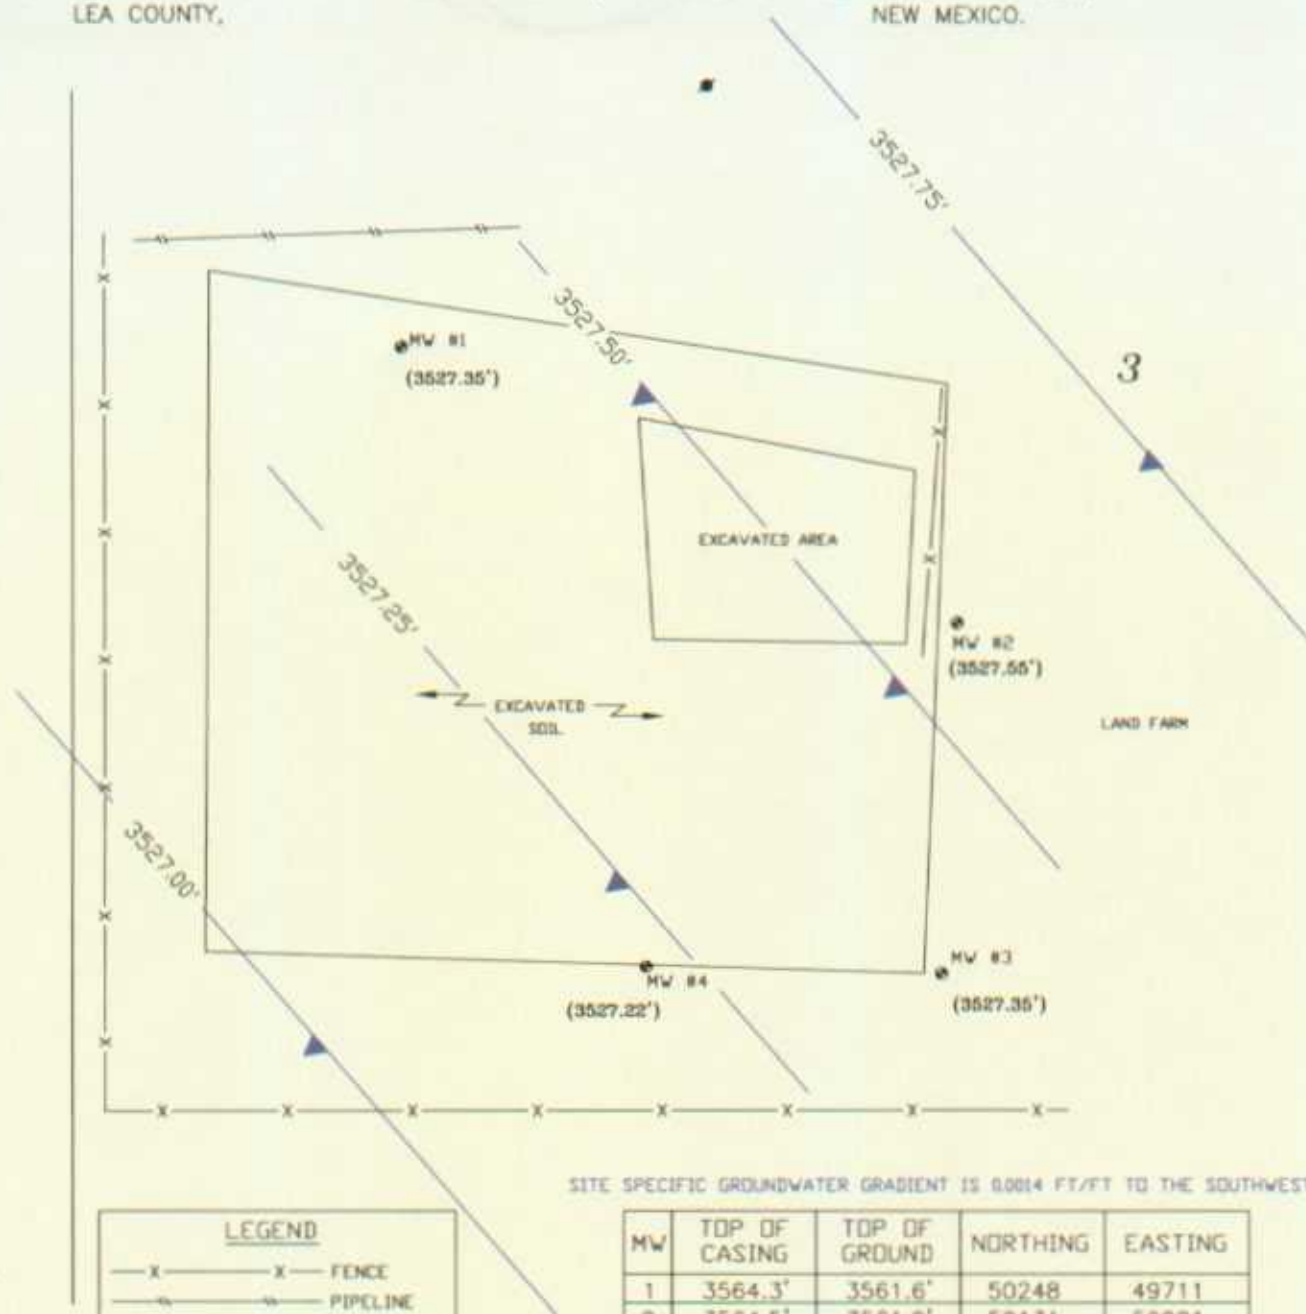 LEA COUNTY,
NEW MEXICO.
3527.75'
3527.50'
MW #1
(3527.35')
3
EXCAVATED AREA
3527.25'
MW #2
(3527.55')
EXCAVATED
SOIL
LAND FARM
3527.00'
MW #3
MW #4
(3527.35')
(3527.22')
SITE SPECIFIC GROUNDWATER GRADIENT IS 0.0014 FT/FT TO THE SOUTHWEST
LEGEND
X X FENCE
PIPELINE
MW TOP OF CASING TOP OF GROUND NORTHING EASTING
1 3564.3' 3561.6' 50248 49711